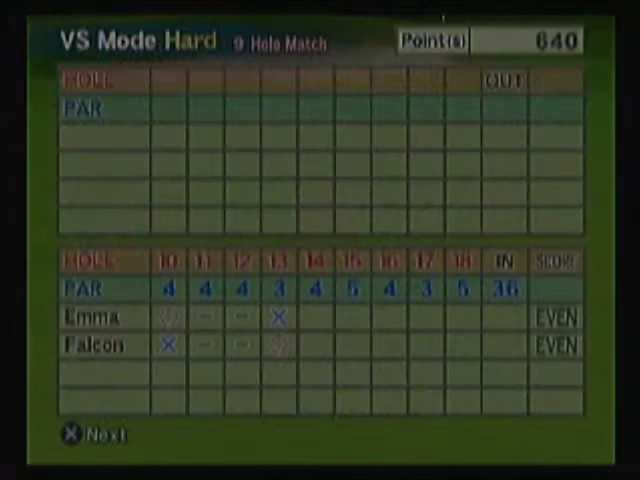 VS Mode Hard 9 Hole Match Point(s) 640
HOLE OUT
PAR
HOLE 10 11 12 13 14 15 16 17 18 IN SCORE
PAR 4 4 4 3 4 5 4 3 5 36
Emma - - X EVEN
Falcon X - - EVEN
X Next